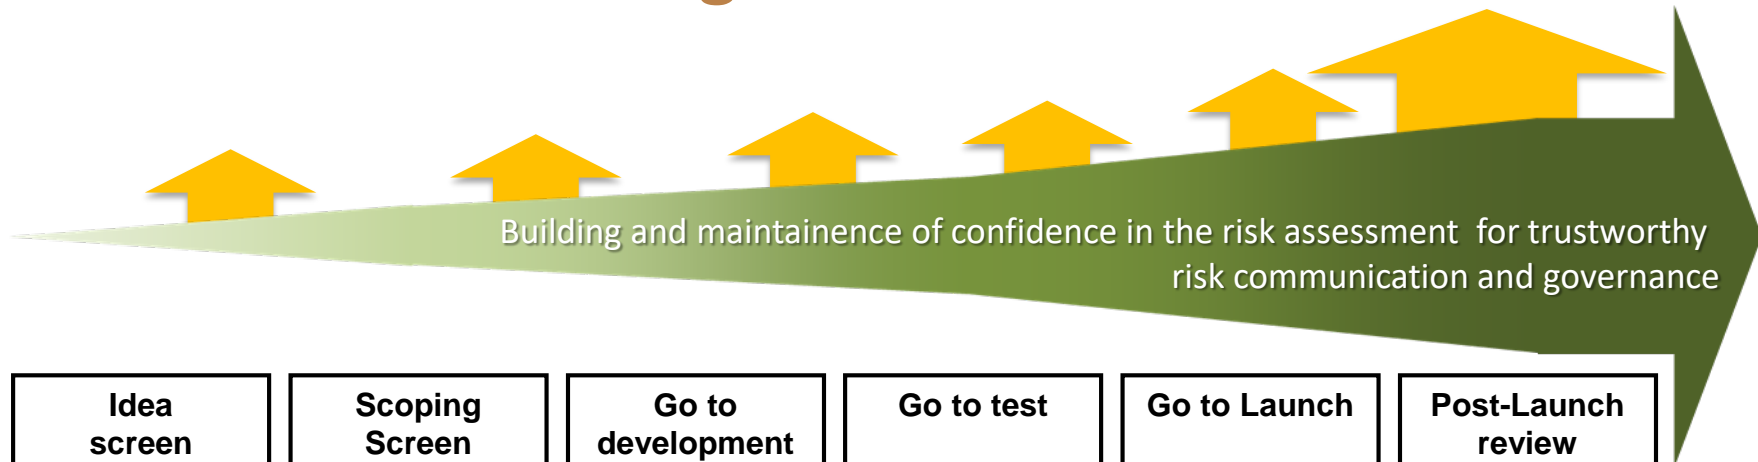 Building and maintainence of confidence in the risk assessment for trustworthy
risk communication and governance
Idea
screen
Scoping
Screen
Go to
development
Go to test
Go to Launch
Post-Launch
review